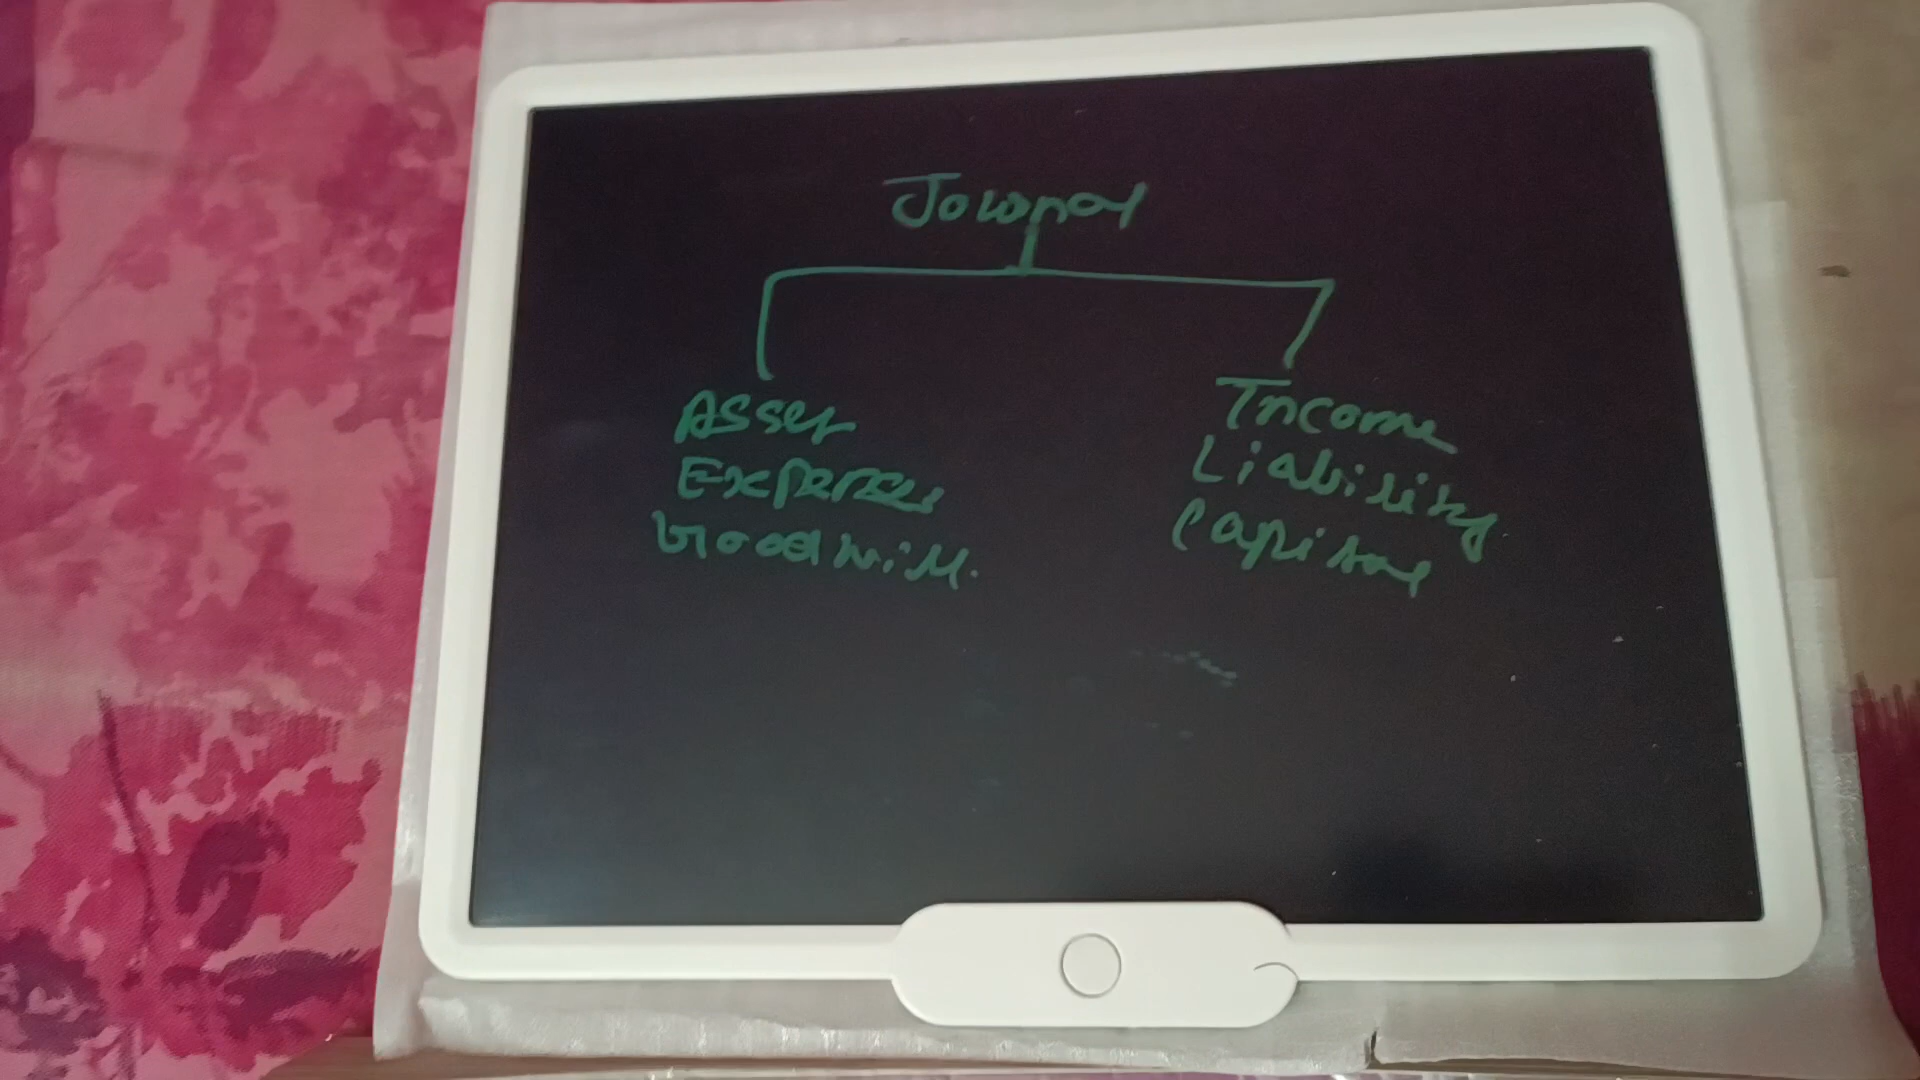 Journal
Asset
Expenses
Goodwill.
Income
Liability
Capital